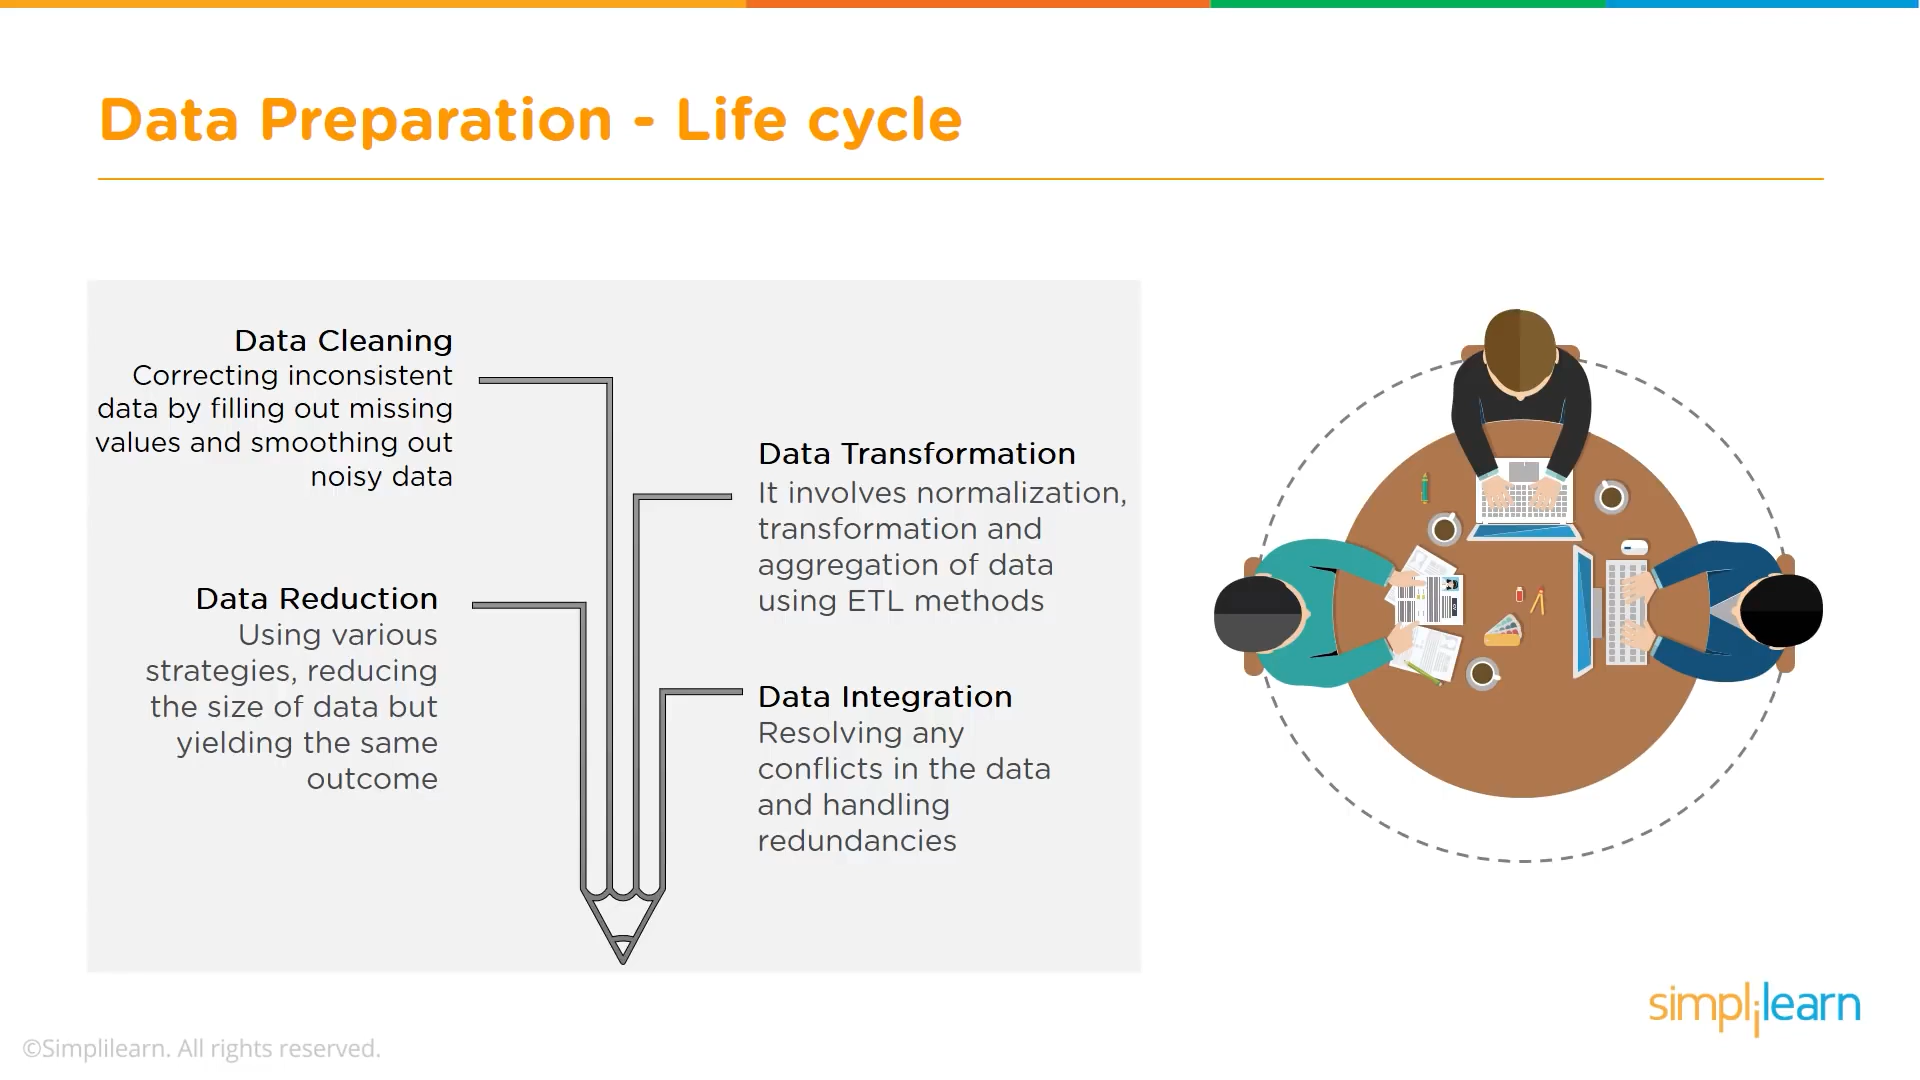 Data Preparation - Life cycle
Data Cleaning
Correcting inconsistent
data by filling out missing
values and smoothing out
noisy data
Data Transformation
It involves normalization,
transformation and
aggregation of data
using ETL methods
Data Reduction
Using various
strategies, reducing
the size of data but
yielding the same
outcome
Data Integration
Resolving any
conflicts in the data
and handling
redundancies
simplilearn
©Simplilearn. All rights reserved.